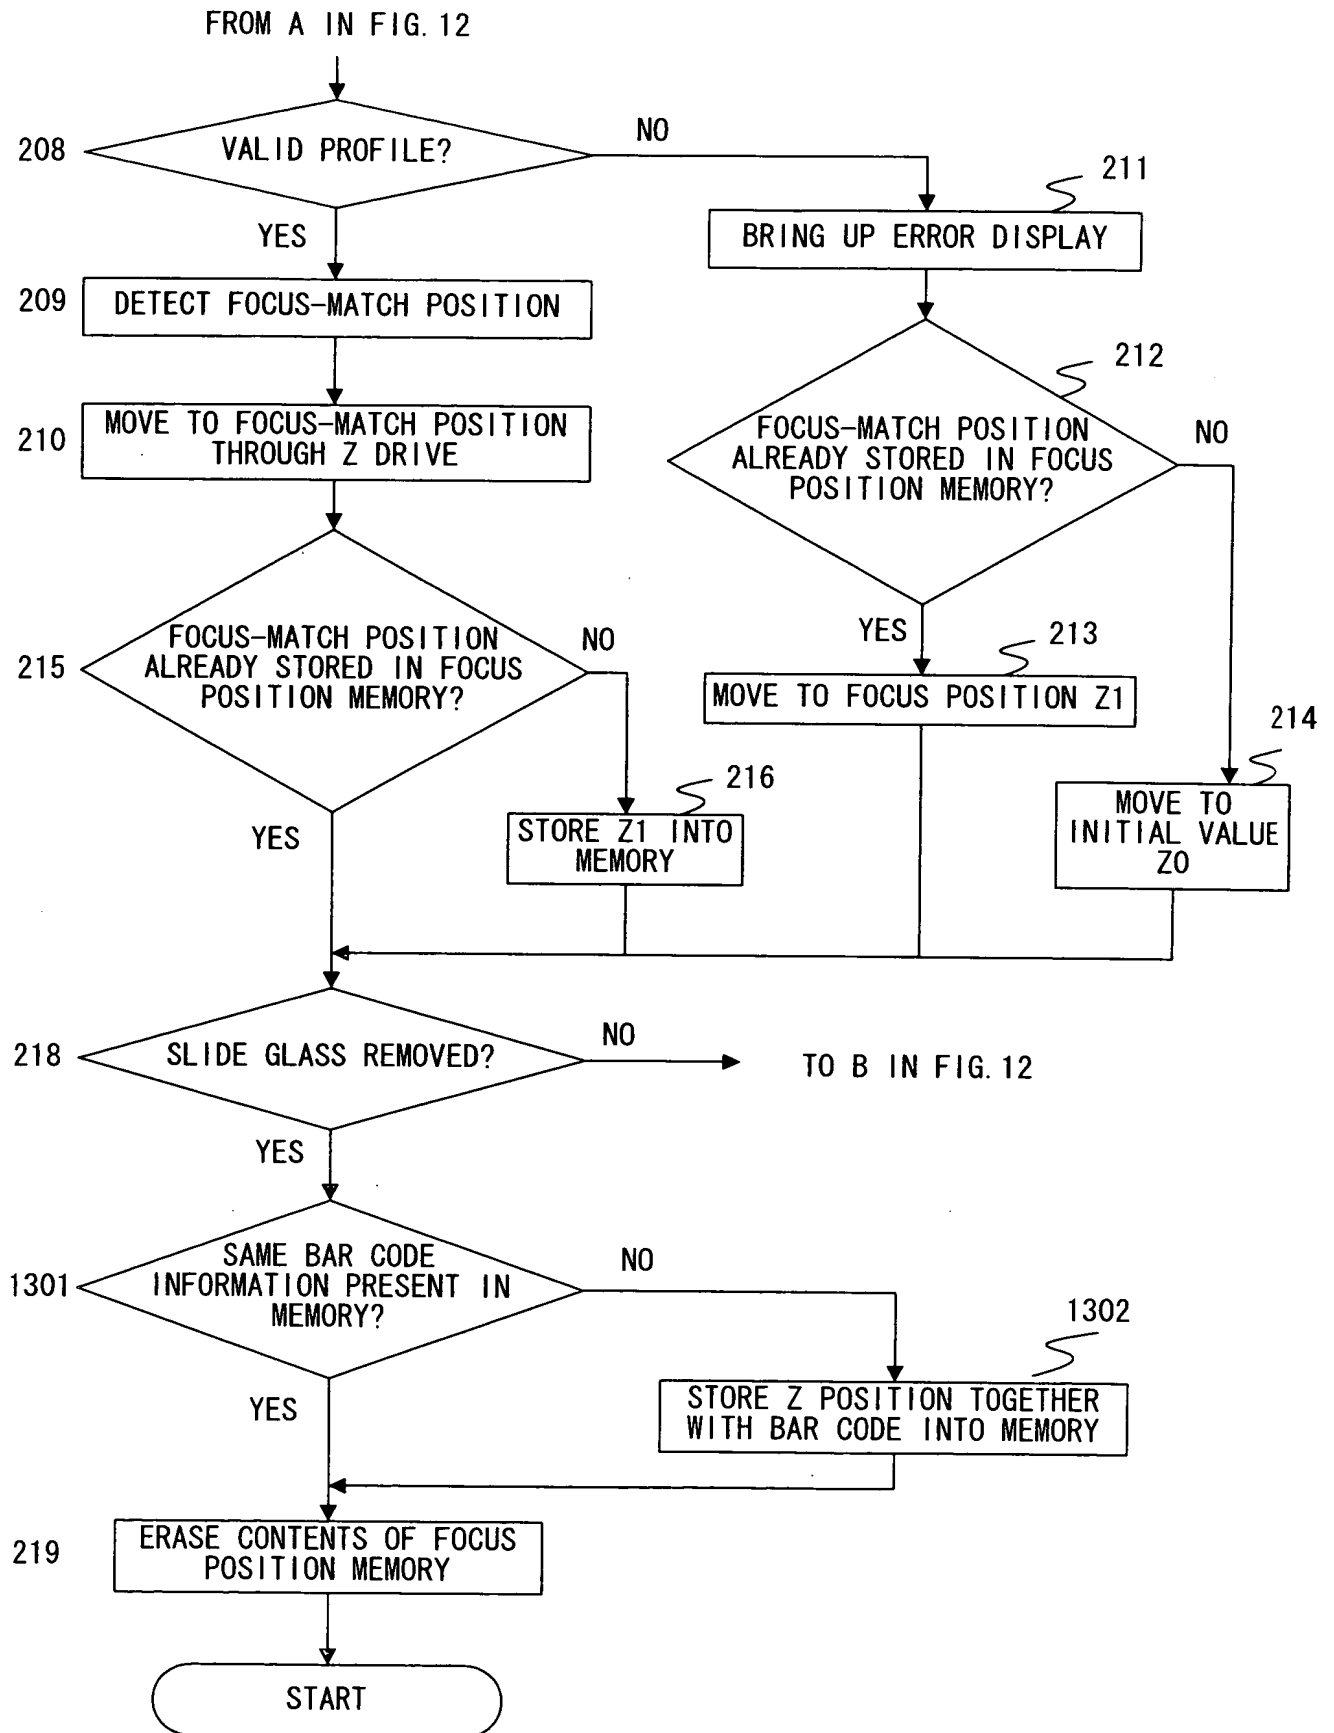 FROM A IN FIG. 12
208
VALID PROFILE?
NO
YES
211
BRING UP ERROR DISPLAY
209
DETECT FOCUS-MATCH POSITION
212
210
MOVE TO FOCUS-MATCH POSITION
THROUGH Z DRIVE
FOCUS-MATCH POSITION
ALREADY STORED IN FOCUS
POSITION MEMORY?
NO
YES
215
FOCUS-MATCH POSITION
ALREADY STORED IN FOCUS
POSITION MEMORY?
NO
213
MOVE TO FOCUS POSITION Z1
214
MOVE TO
INITIAL VALUE
Z0
216
STORE Z1 INTO
MEMORY
YES
218
SLIDE GLASS REMOVED?
NO
TO B IN FIG. 12
YES
1301
SAME BAR CODE
INFORMATION PRESENT IN
MEMORY?
NO
1302
STORE Z POSITION TOGETHER
WITH BAR CODE INTO MEMORY
YES
219
ERASE CONTENTS OF FOCUS
POSITION MEMORY
START